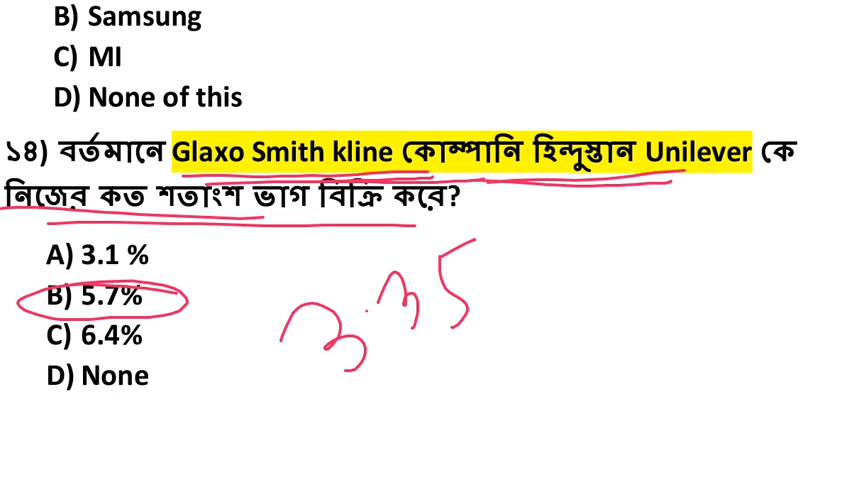 B) Samsung
C) MI
D) None of this
১৪) বর্তমানে Glaxo Smith kline কোম্পানি হিন্দুস্তান Unilever কে
নিজের কত শতাংশ ভাগ বিক্রি করে?
A) 3.1 %
B) 5.7%
C) 6.4%
D) None
3.35